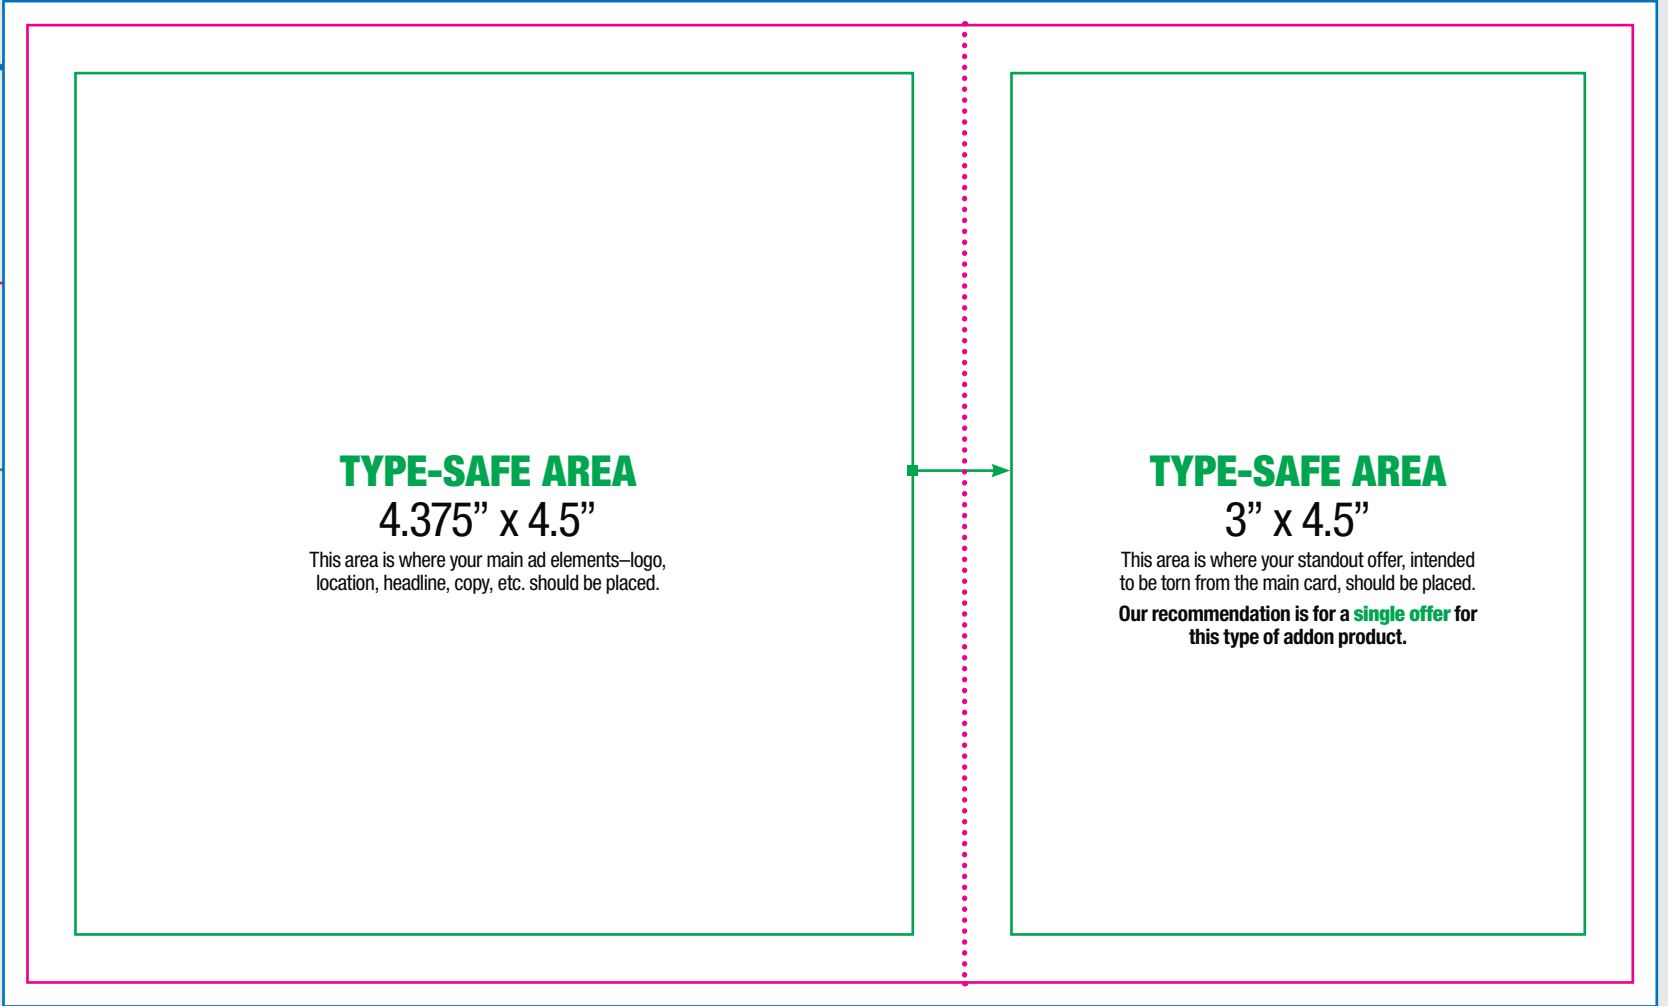 TYPE-SAFE AREA
4.375” x 4.5”
This area is where your main ad elements–logo,
location, headline, copy, etc. should be placed.
TYPE-SAFE AREA
3” x 4.5”
This area is where your standout offer, intended
to be torn from the main card, should be placed.
Our recommendation is for a single offer for
this type of addon product.